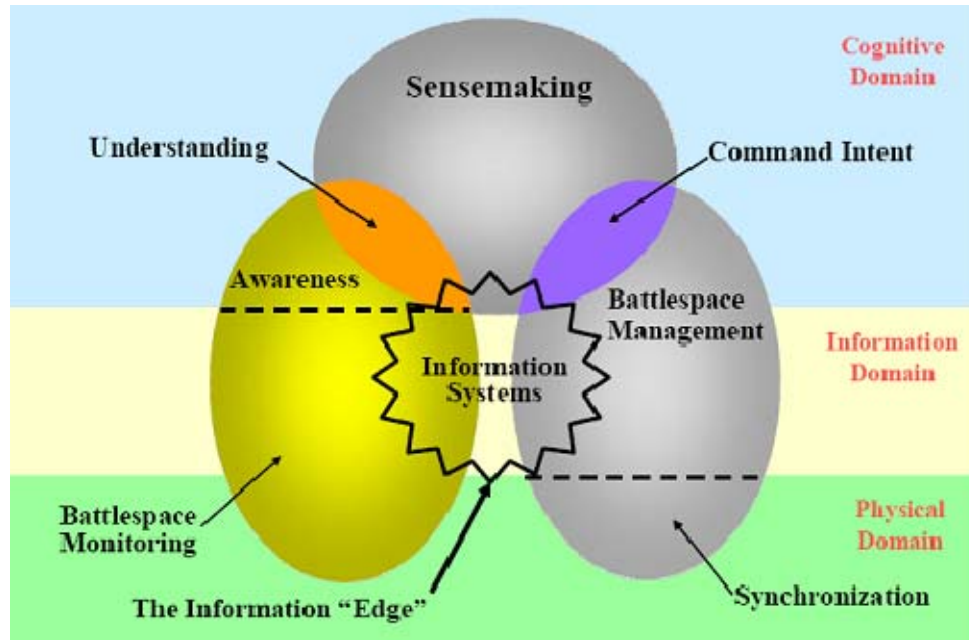 Cognitive
Domain
Sensemaking
Understanding
Command Intent
Awareness
Battlespace
Management
Information
Systems
Information
Domain
Battlespace
Monitoring
Physical
Domain
The Information “Edge”
Synchronization